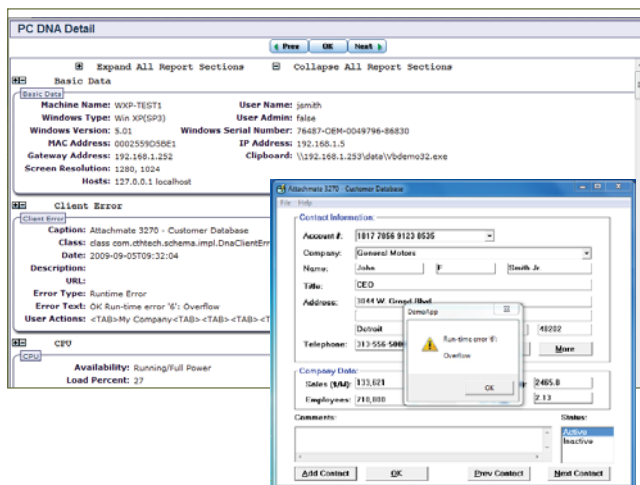 PC DNA Detail
Prev OK Next
Expand All Report Sections Collapse All Report Sections
Basic Data
Basic Data
Machine Name: WXP-TEST1 User Name: jsmith
Windows Type: Win XP(SP3) User Admin: false
Windows Version: 5.01 Windows Serial Number: 76487-OEM-0049796-86830
MAC Address: 0002559D5BE1 IP Address: 192.168.1.5
Gateway Address: 192.168.1.252 Clipboard: \\192.168.1.253\data\Vbdemo32.exe
Screen Resolution: 1280, 1024
Hosts: 127.0.0.1 localhost
Client Error
Client Error
Caption: Attachmate 3270 - Customer Database
Class: class com.cthtech.schema.impl.DnaClientErr
Date: 2009-09-05T09:32:04
Description:
URL:
Error Type: Runtime Error
Error Text: OK Run-time error '6': Overflow
User Actions: <TAB>My Company<TAB><TAB><TAB><T
CPU
CPU
Availability: Running/Full Power
Load Percent: 27
Attachmate 3270 - Customer Database
File Help
Contact Information:
Account #: 1817 7856 9123 8535
Company: General Motors
Name: John F Smith Jr.
Title: CEO
Address: 3044 W. Grand Blvd.
Detroit 48202
Telephone: 313-556-5000 More
DemoApp
Run-time error '6':
Overflow
OK
Company Data:
Sales ($/M): 133,621 2465.8
Employees: 710,800 2.13
Comments: Status:
Active
Inactive
Add Contact OK Prev Contact Next Contact